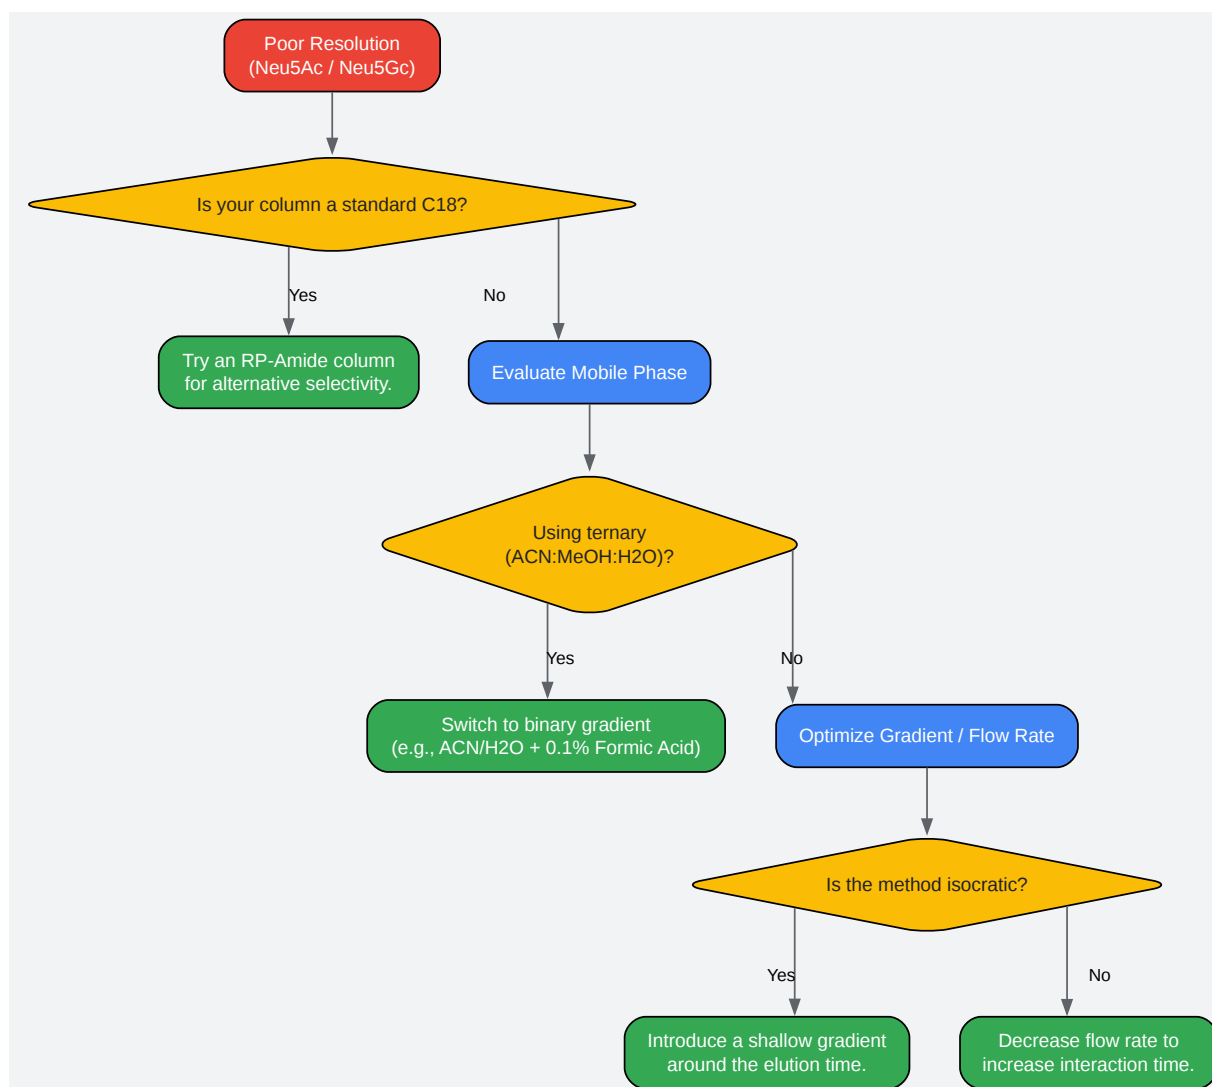 Poor Resolution
(Neu5Ac / Neu5Gc)
Is your column a standard C18?
Yes
No
Try an RP-Amide column
for alternative selectivity.
Evaluate Mobile Phase
Using ternary
(ACN:MeOH:H2O)?
Yes
No
Switch to binary gradient
(e.g., ACN/H2O + 0.1% Formic Acid)
Optimize Gradient / Flow Rate
Is the method isocratic?
Yes
No
Introduce a shallow gradient
around the elution time.
Decrease flow rate to
increase interaction time.